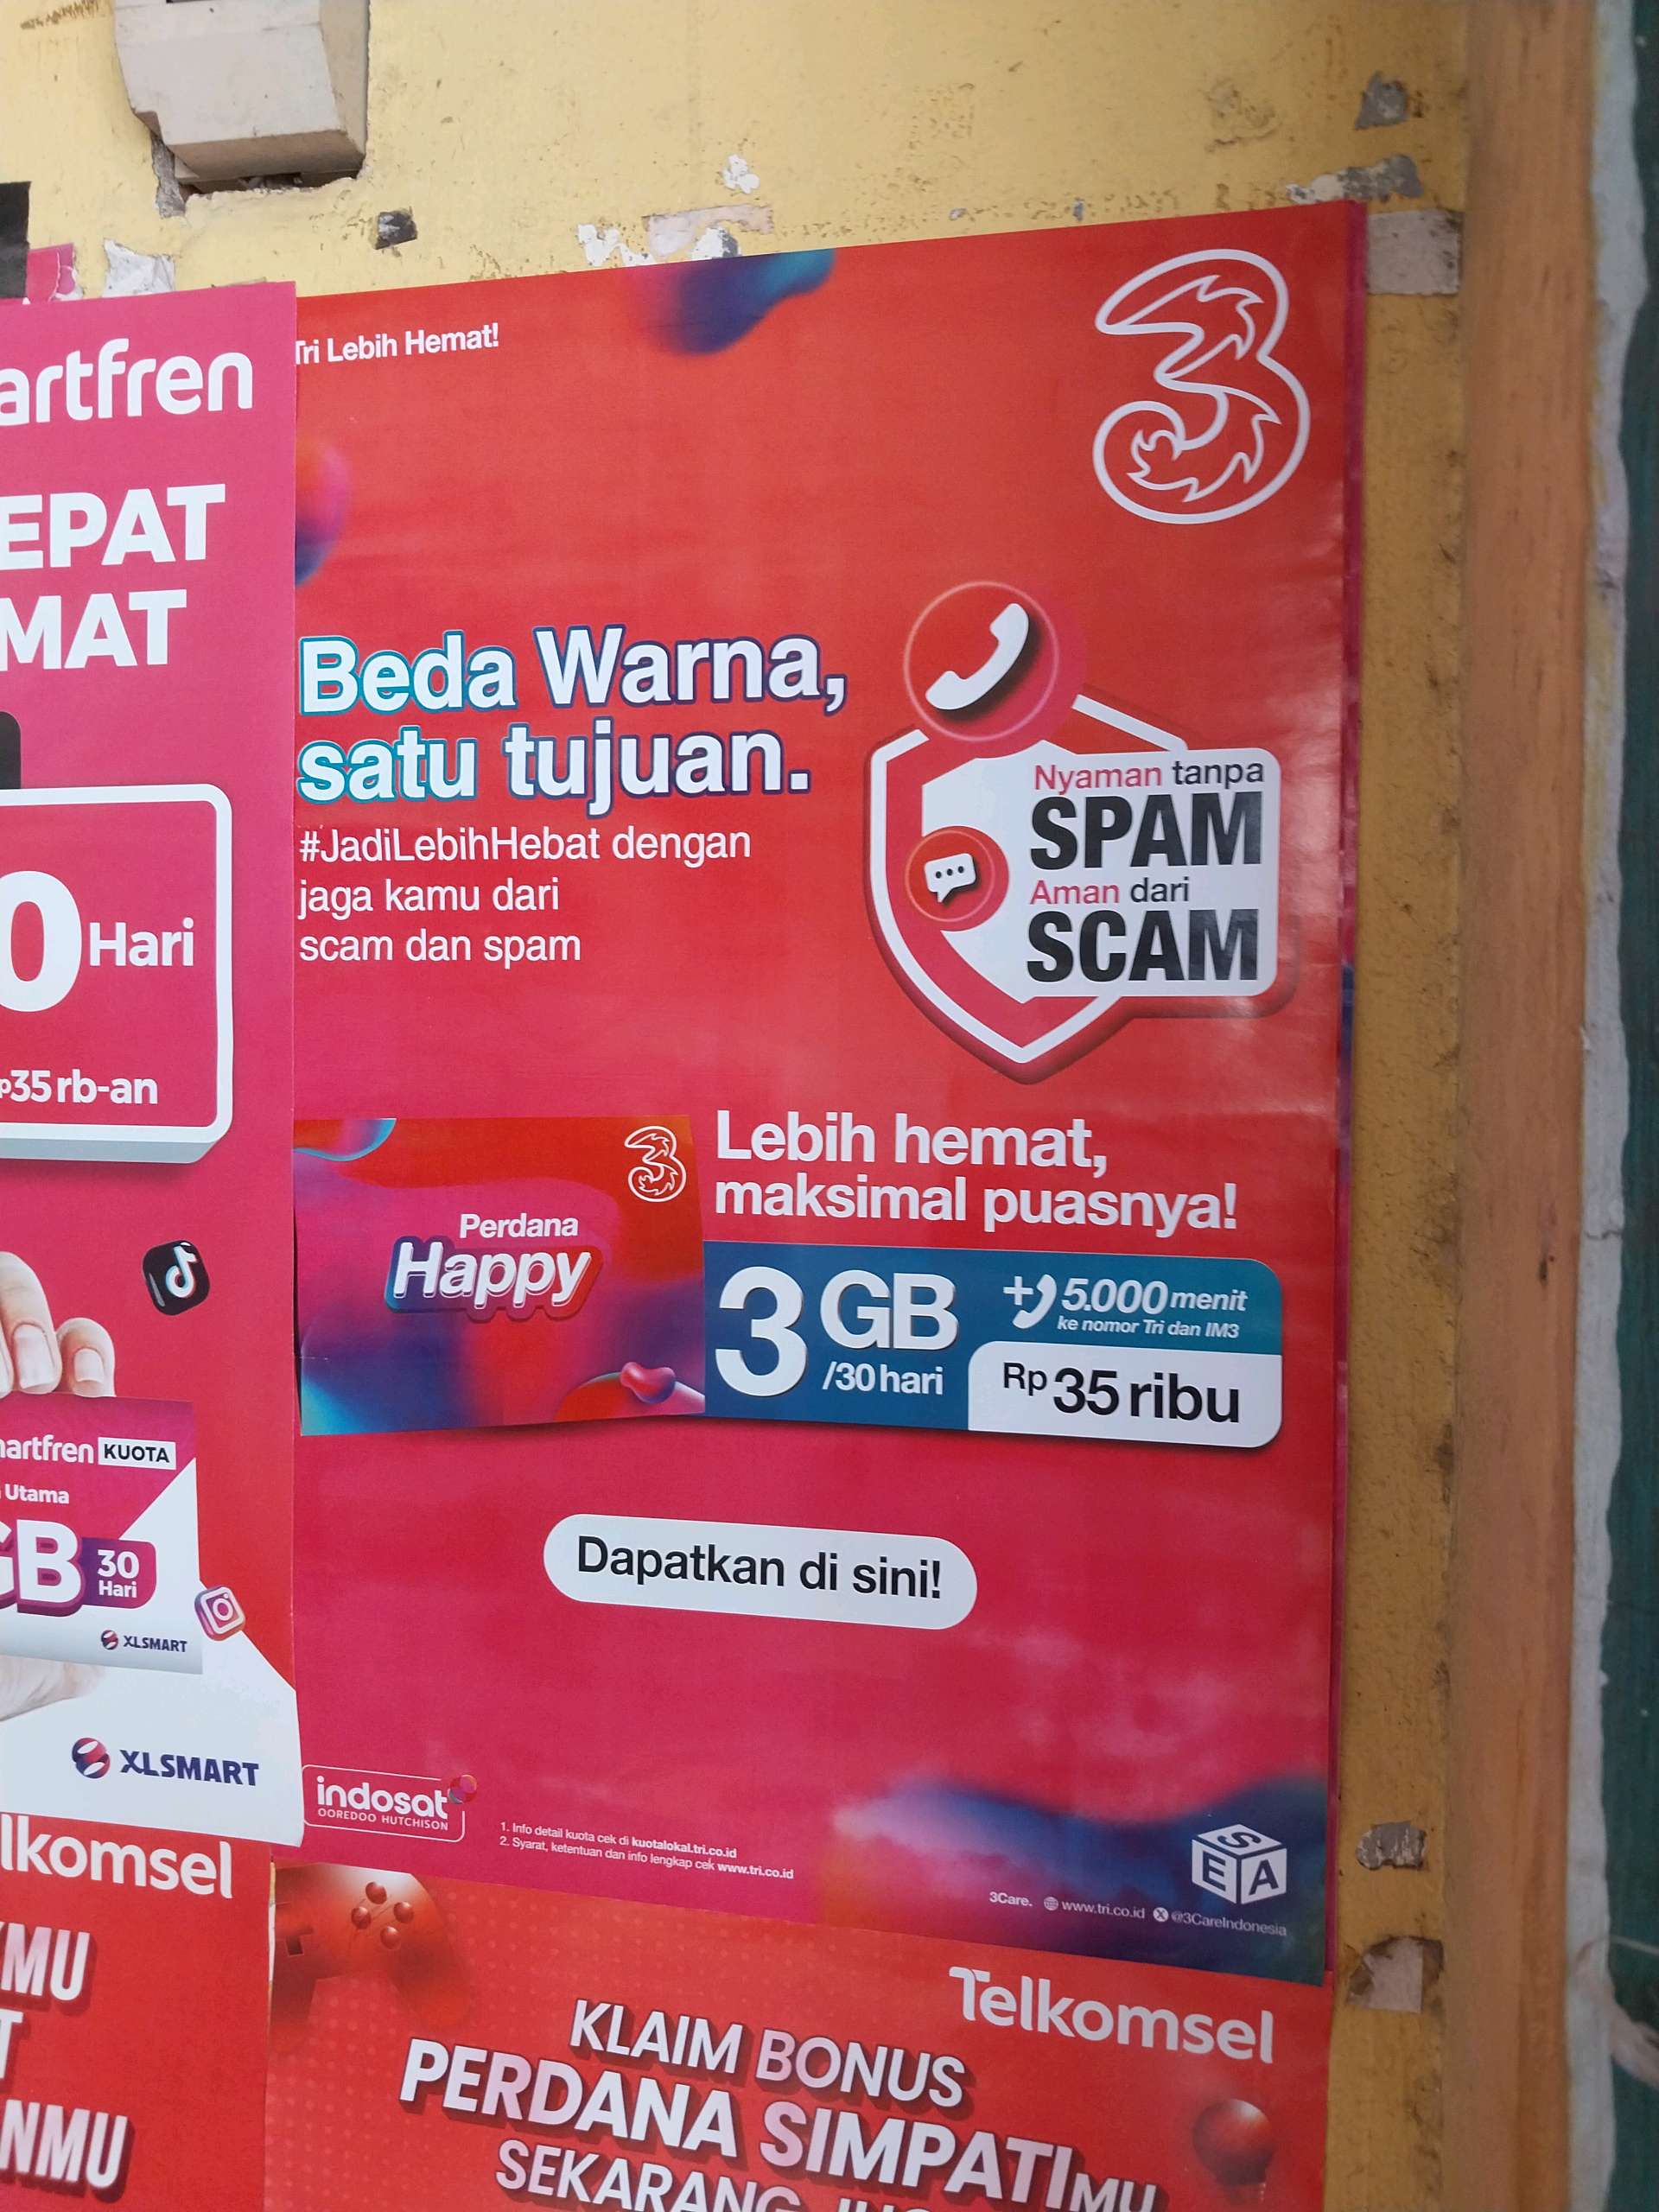 artfren
EPAT
MAT
0 Hari
35 rb-an
artfren KUOTA
Utama
GB 30
Hari
XLSMART
XLSMART
lkomsel
MU
T
NMU
Tri Lebih Hemat!
3
Beda Warna,
satu tujuan.
#JadiLebihHebat dengan
jaga kamu dari
scam dan spam
Nyaman tanpa
SPAM
Aman dari
SCAM
3
Perdana
Happy
Lebih hemat,
maksimal puasnya!
3 GB
/30 hari
+ 5.000 menit
ke nomor Tri dan IM3
Rp 35 ribu
Dapatkan di sini!
indosat
OOREDOO HUTCHISON
1. Info detail kuota cek di kuotalokal.tri.co.id
2. Syarat, ketentuan dan info lengkap cek www.tri.co.id
SEA
3Care. www.tri.co.id @3CareIndonesia
Telkomsel
KLAIM BONUS
PERDANA SIMPATIMU
SEKARANG